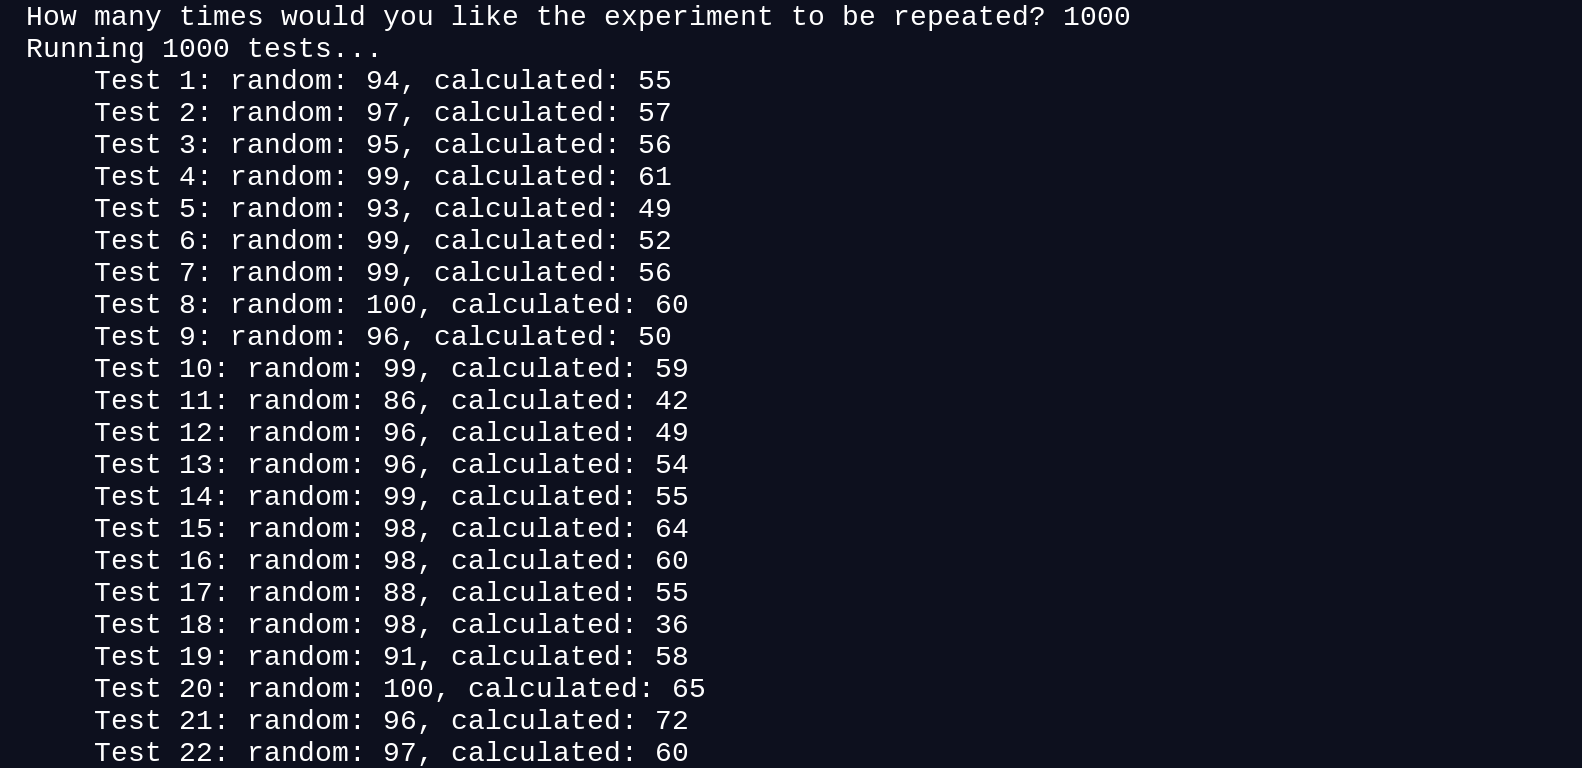 How many times would you like the experiment to be repeated? 1000
Running 1000 tests...
Test 1: random: 94, calculated: 55
Test 2: random: 97, calculated: 57
Test 3: random: 95, calculated: 56
Test 4: random: 99, calculated: 61
Test 5: random: 93, calculated: 49
Test 6: random: 99, calculated: 52
Test 7: random: 99, calculated: 56
Test 8: random: 100, calculated: 60
Test 9: random: 96, calculated: 50
Test 10: random: 99, calculated: 59
Test 11: random: 86, calculated: 42
Test 12: random: 96, calculated: 49
Test 13: random: 96, calculated: 54
Test 14: random: 99, calculated: 55
Test 15: random: 98, calculated: 64
Test 16: random: 98, calculated: 60
Test 17: random: 88, calculated: 55
Test 18: random: 98, calculated: 36
Test 19: random: 91, calculated: 58
Test 20: random: 100, calculated: 65
Test 21: random: 96, calculated: 72
Test 22: random: 97, calculated: 60